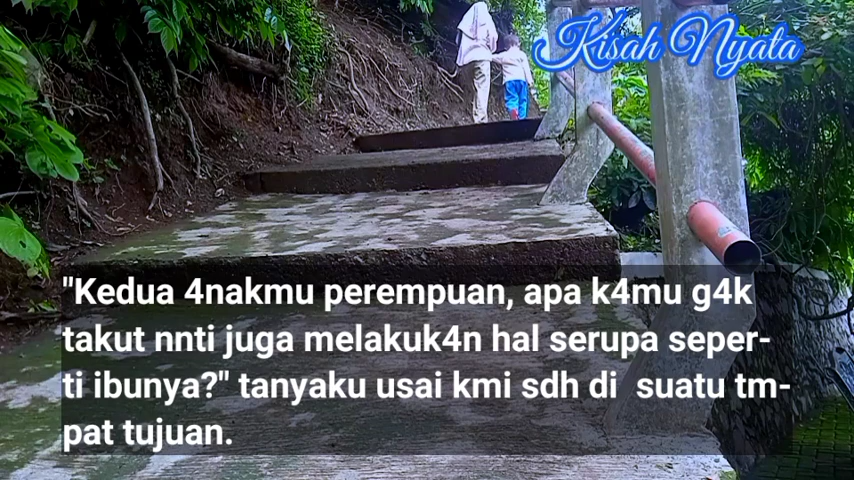 Kisah Nyata
"Kedua 4nakmu perempuan, apa k4mu g4k
takut nnti juga melakuk4n hal serupa seper-
ti ibunya?" tanyaku usai kmi sdh di  suatu tm-
pat tujuan.